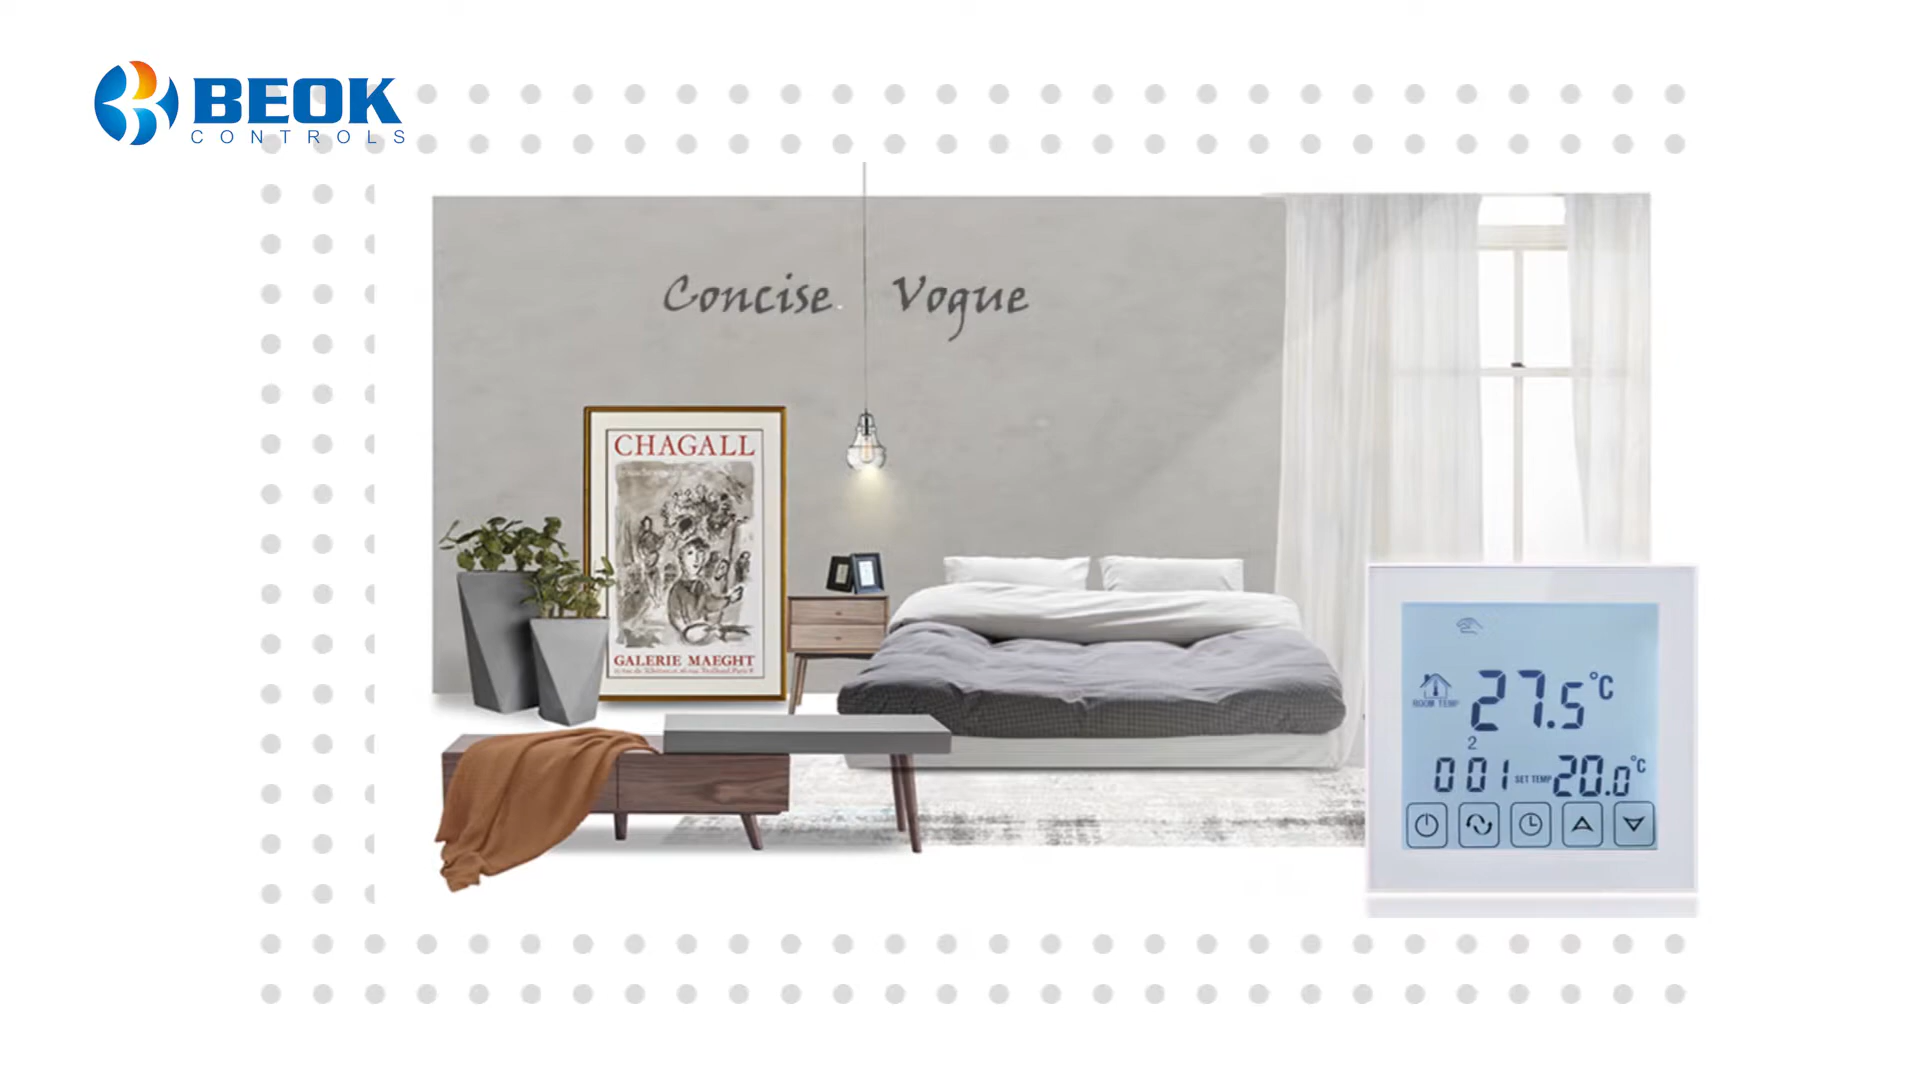 BEOK
CONTROLS
Concise. Vogue
CHAGALL
GALERIE MAEGHT
27.5°C
ROOM TEMP
2
001 SET TEMP 20.0°C